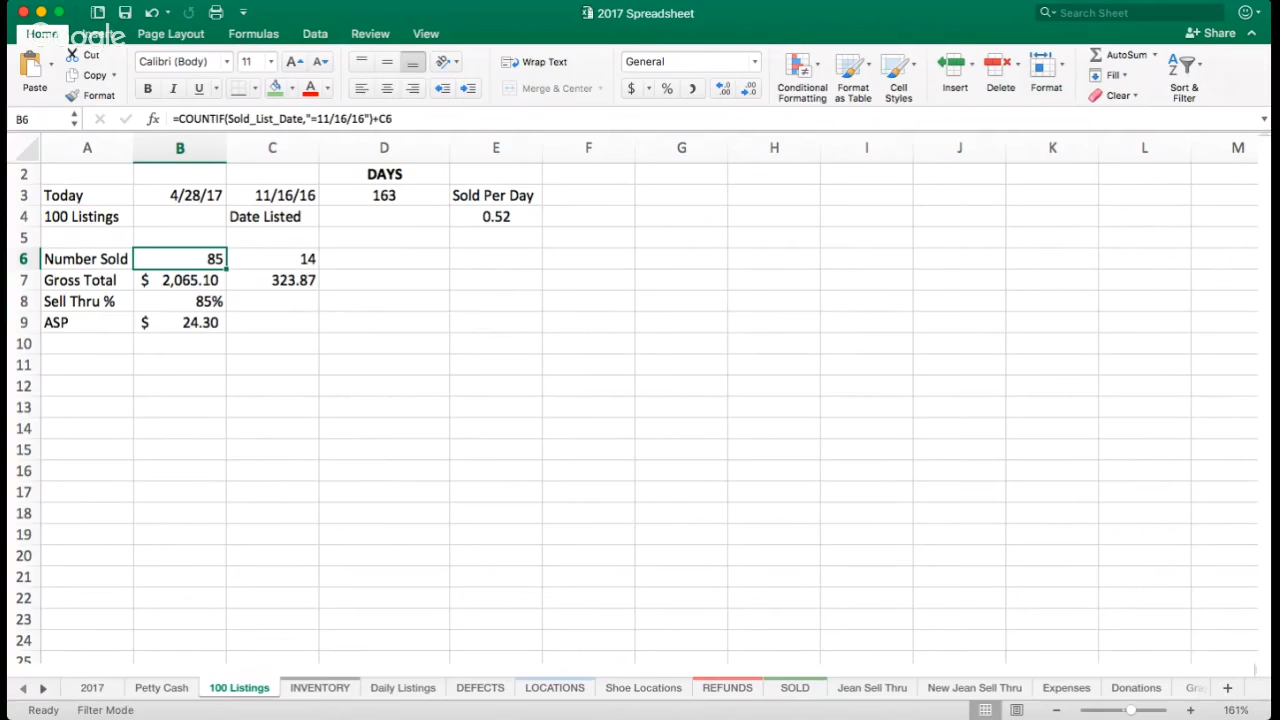 2017 Spreadsheet
Search Sheet
Home Insert Page Layout Formulas Data Review View
Google
Share
Paste
Cut
Copy
Format
Calibri (Body) 11 A A
B I U A
Wrap Text
Merge & Center
General
$ % )
Conditional Formatting
Format as Table
Cell Styles
Insert
Delete
Format
AutoSum
Fill
Clear
Sort & Filter
B6 fx =COUNTIF(Sold_List_Date,"=11/16/16")+C6
A B C D E F G H I J K L M
2 DAYS
3 Today 4/28/17 11/16/16 163 Sold Per Day
4 100 Listings Date Listed 0.52
5
6 Number Sold 85 14
7 Gross Total $ 2,065.10 323.87
8 Sell Thru % 85%
9 ASP $ 24.30
10
11
12
13
14
15
16
17
18
19
20
21
22
23
24
25
2017 Petty Cash 100 Listings INVENTORY Daily Listings DEFECTS LOCATIONS Shoe Locations REFUNDS SOLD Jean Sell Thru New Jean Sell Thru Expenses Donations Gra
Ready Filter Mode 161%